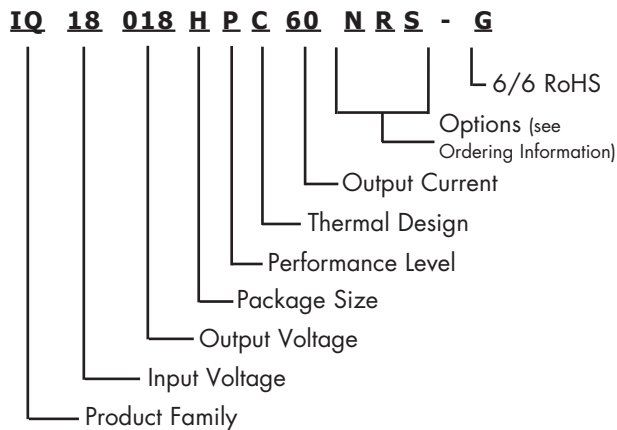 IQ 18 018 H P C 60 N R S - G
6/6 RoHS
Options (see
Ordering Information)
Output Current
Thermal Design
Performance Level
Package Size
Output Voltage
Input Voltage
Product Family